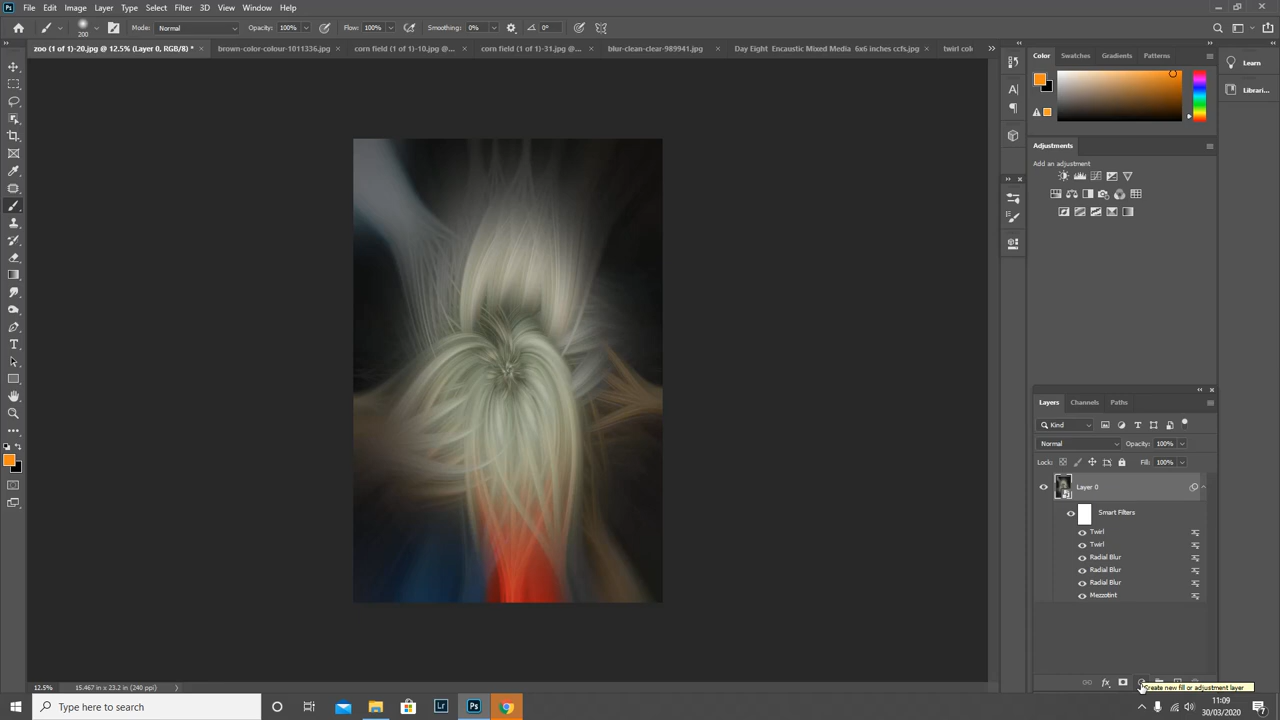 File Edit Image Layer Type Select Filter 3D View Window Help
200 Mode: Normal Opacity: 100% Flow: 100% Smoothing: 0% 0°
zoo (1 of 1)-20.jpg @ 12.5% (Layer 0, RGB/8) * × brown-color-colour-1011336.jpg × corn field (1 of 1)-10.jpg @... × corn field (1 of 1)-31.jpg @... × blur-clean-clear-989941.jpg × Day Eight Encaustic Mixed Media 6x6 inches ccfs.jpg × twirl col
Color Swatches Gradients Patterns
Learn
Librari...
Adjustments
Add an adjustment
Layers Channels Paths
Kind
Normal Opacity: 100%
Lock: Fill: 100%
Layer 0
Smart Filters
Twirl
Twirl
Radial Blur
Radial Blur
Radial Blur
Mezzotint
Create new fill or adjustment layer
12.5% 15.467 in x 23.2 in (240 ppi)
Type here to search
11:09
30/03/2020